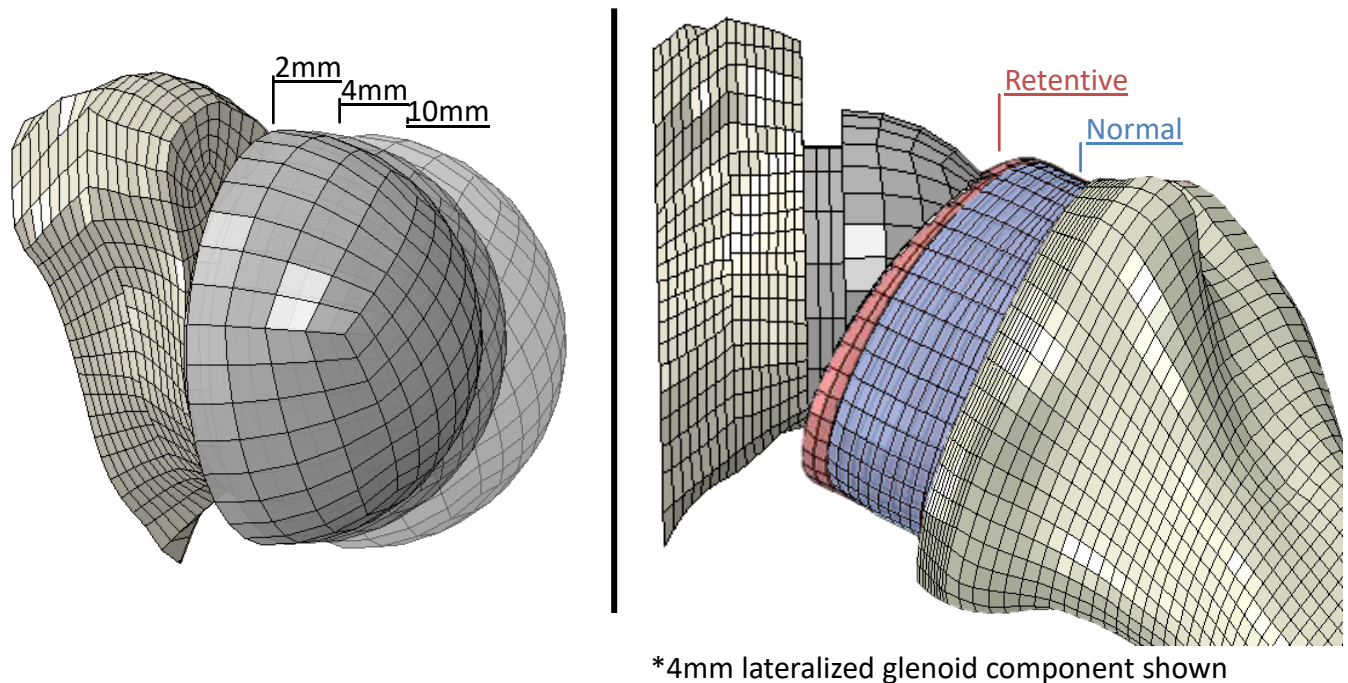 2mm
4mm
10mm
Retentive
Normal
*4mm lateralized glenoid component shown